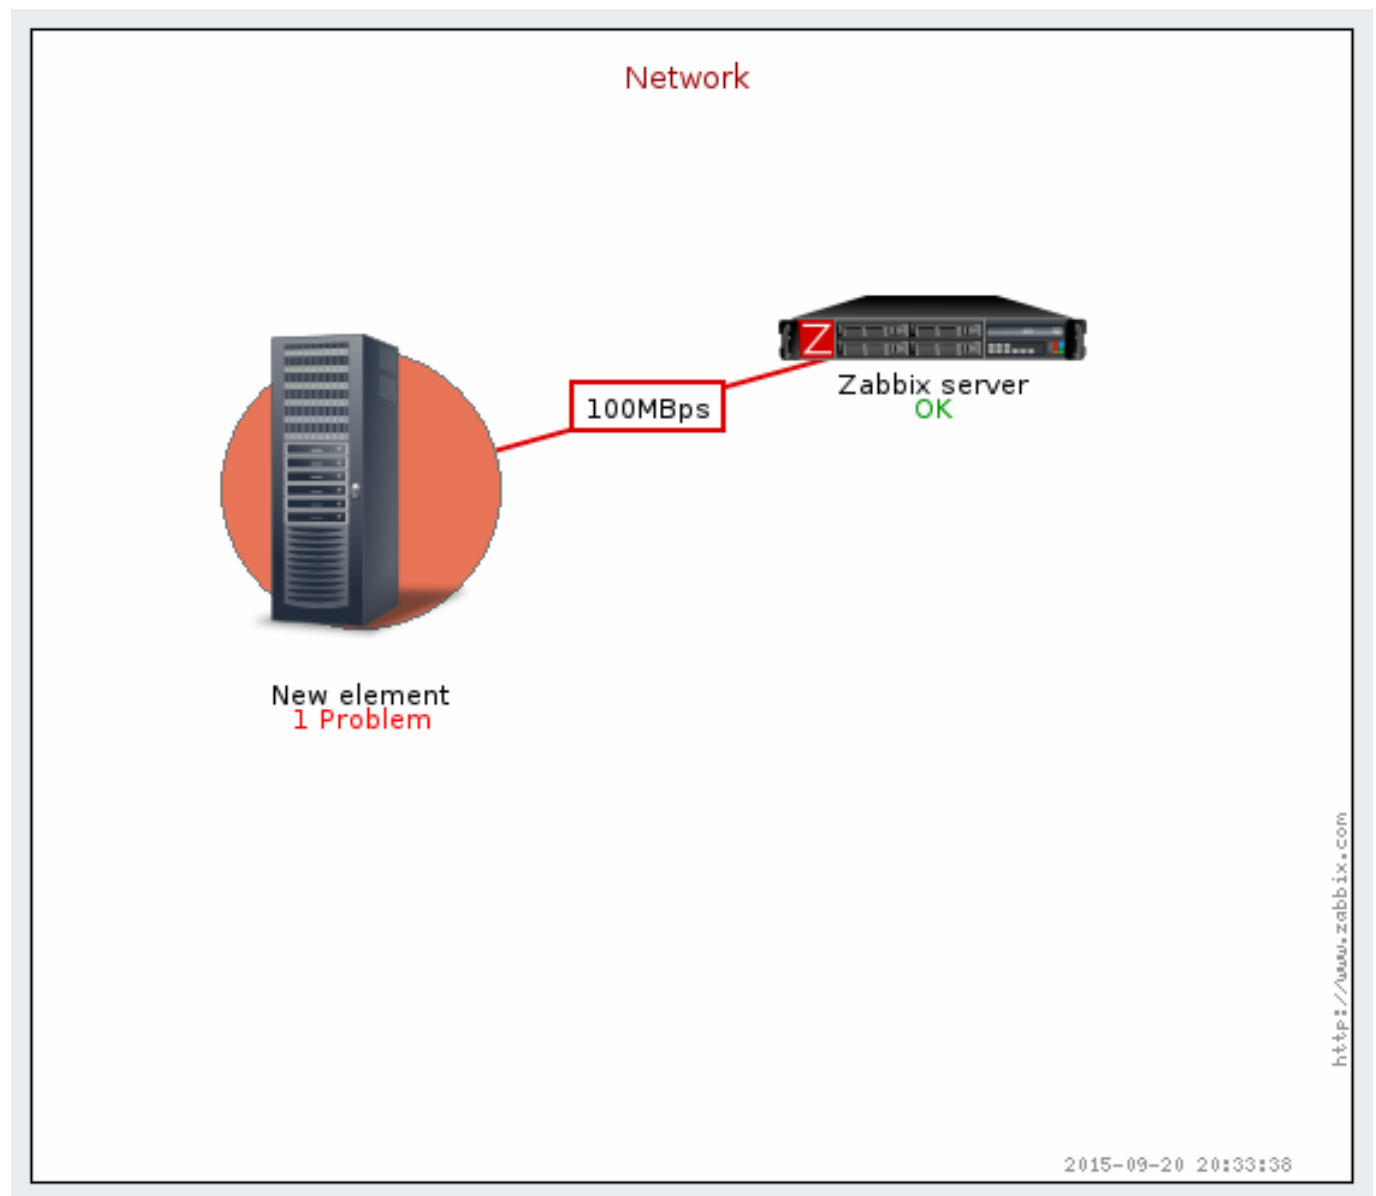 Network
Z
Zabbix server
OK
100MBps
New element
1 Problem
http://www.zabbix.com
2015-09-20 20:33:38